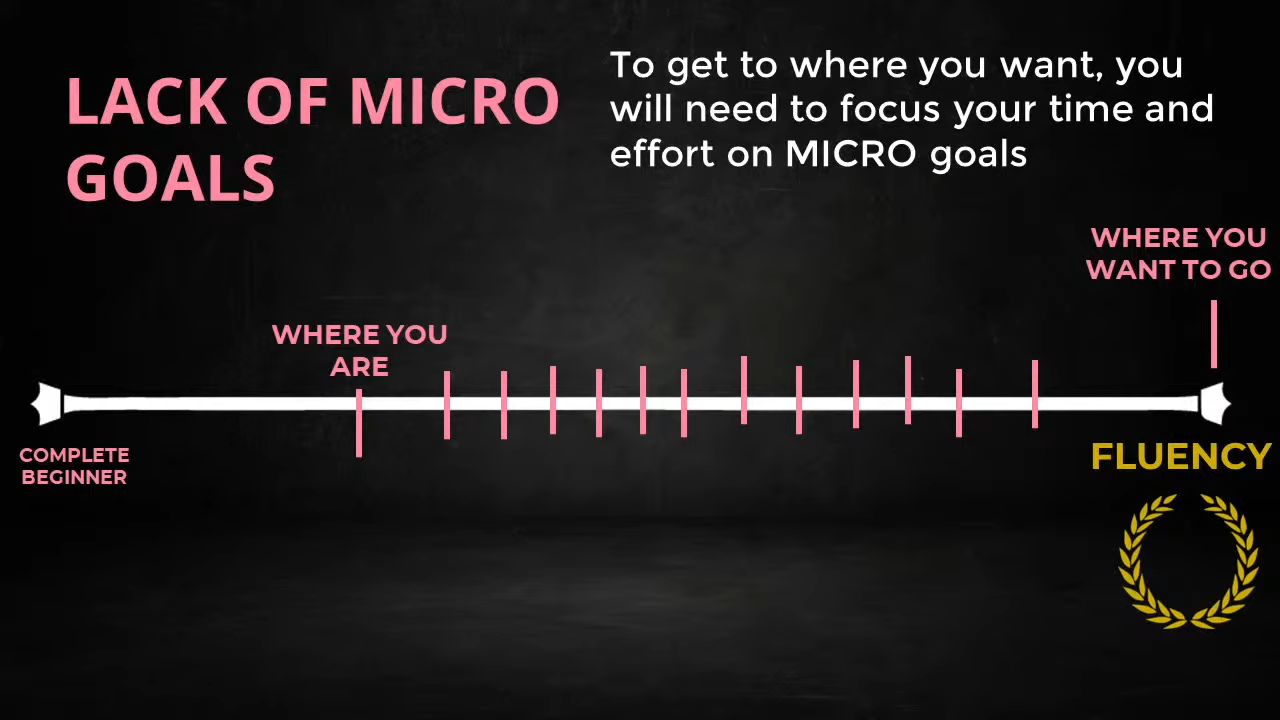 LACK OF MICRO
GOALS
To get to where you want, you
will need to focus your time and
effort on MICRO goals
WHERE YOU
WANT TO GO
WHERE YOU
ARE
COMPLETE
BEGINNER
FLUENCY